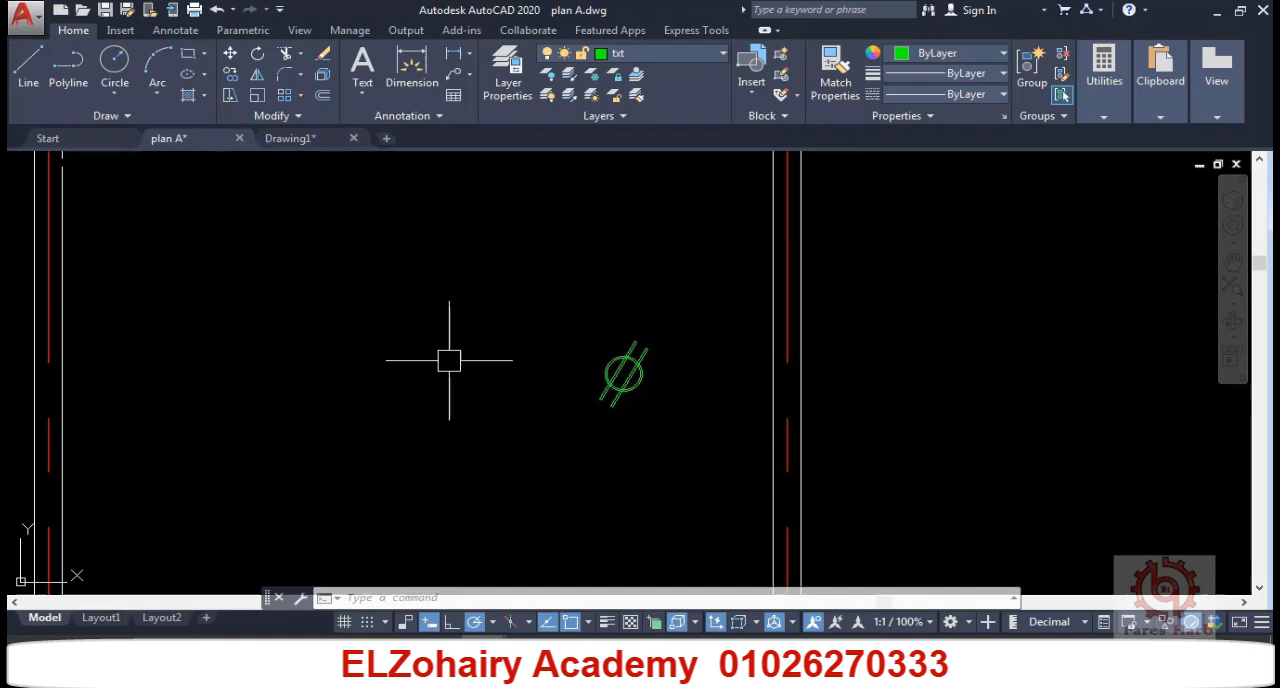 Autodesk AutoCAD 2020 plan A.dwg
Type a keyword or phrase
Sign In
Home Insert Annotate Parametric View Manage Output Add-ins Collaborate Featured Apps Express Tools
Line Polyline Circle Arc
Text Dimension
Layer Properties
txt
Insert
Match Properties
ByLayer
ByLayer
ByLayer
Group
Utilities Clipboard View
Draw Modify Annotation Layers Block Properties Groups
Start plan A* Drawing1*
Y
X
Type a command
Model Layout1 Layout2
1:1 / 100% Decimal
Fares Harb
ELZohairy Academy 01026270333